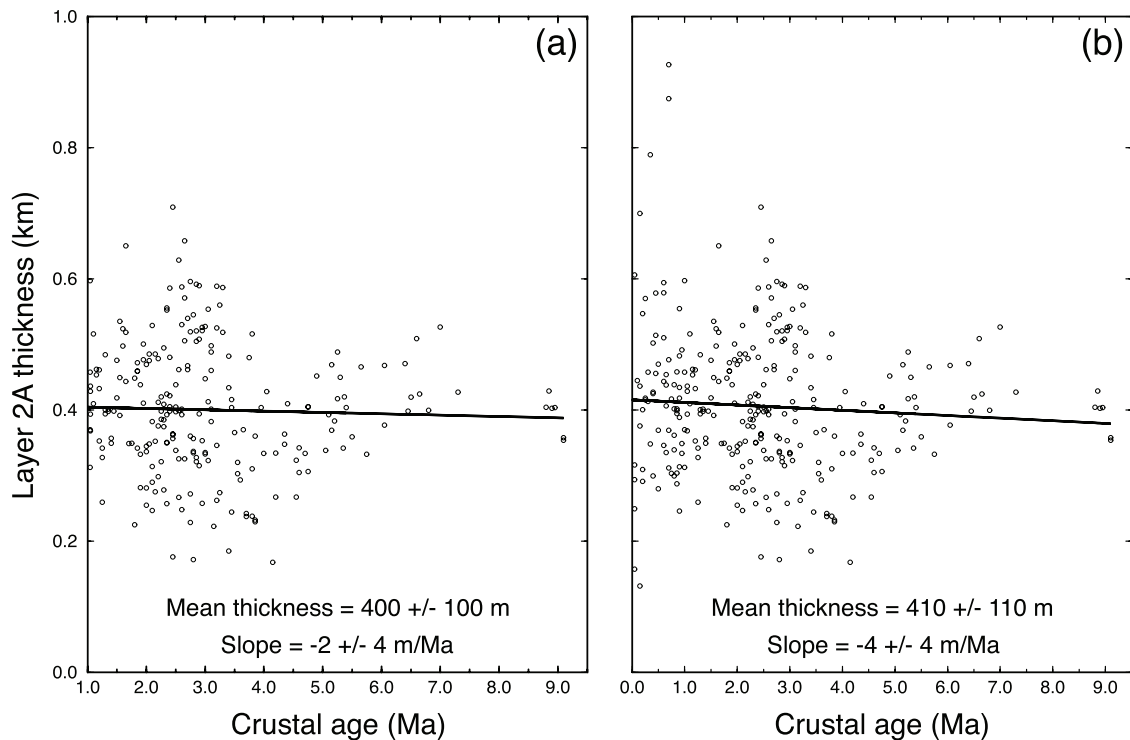 (a)
(b)
Layer 2A thickness (km)
1.0
0.8
0.6
0.4
0.2
0.0
Mean thickness = 400 +/- 100 m
Slope = -2 +/- 4 m/Ma
1.0 2.0 3.0 4.0 5.0 6.0 7.0 8.0 9.0
Crustal age (Ma)
Mean thickness = 410 +/- 110 m
Slope = -4 +/- 4 m/Ma
0.0 1.0 2.0 3.0 4.0 5.0 6.0 7.0 8.0 9.0
Crustal age (Ma)